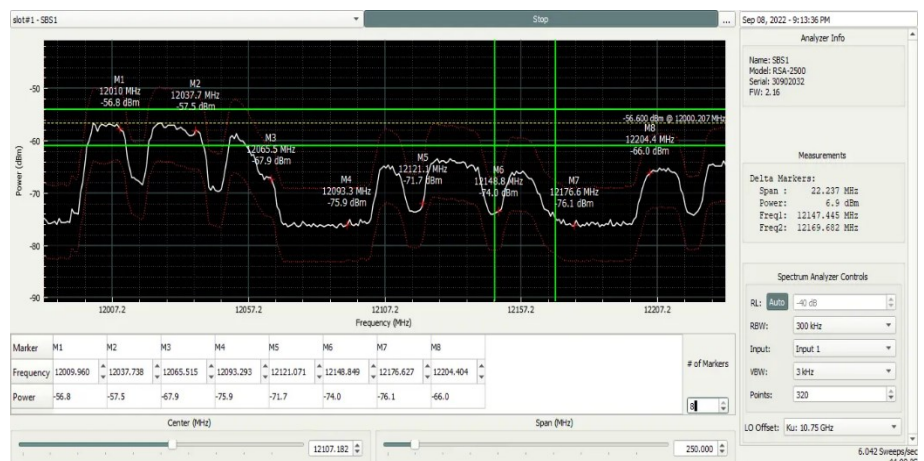 slot#1 - SBS1
Stop
...
Sep 08, 2022 - 9:13:36 PM
Analyzer Info
Name: SBS1
Model: RSA-2500
Serial: 30902032
FW: 2.16
Measurements
Delta Markers:
Span : 22.237 MHz
Power: 6.9 dBm
Freq1: 12147.445 MHz
Freq2: 12169.682 MHz
Spectrum Analyzer Controls
RL: Auto -40 dB
RBW: 300 kHz
Input: Input 1
VBW: 3 kHz
Points: 320
LO Offset: Ku: 10.75 GHz
6.042 Sweeps/sec
Power (dBm)
-50
-60
-70
-80
-90
M1
12010 MHz
-56.8 dBm
M2
12037.7 MHz
-57.5 dBm
M3
12065.5 MHz
-67.9 dBm
M4
12093.3 MHz
-75.9 dBm
M5
12121.1 MHz
-71.7 dBm
M6
12148.8 MHz
-74.0 dBm
M7
12176.6 MHz
-76.1 dBm
-56.600 dBm @ 12000.207 MHz
M8
12204.4 MHz
-66.0 dBm
12007.2 12057.2 12107.2 12157.2 12207.2
Frequency (MHz)
Marker M1 M2 M3 M4 M5 M6 M7 M8
Frequency 12009.960 12037.738 12065.515 12093.293 12121.071 12148.849 12176.627 12204.404
Power -56.8 -57.5 -67.9 -75.9 -71.7 -74.0 -76.1 -66.0
# of Markers
8
Center (MHz)
12107.182
Span (MHz)
250.000